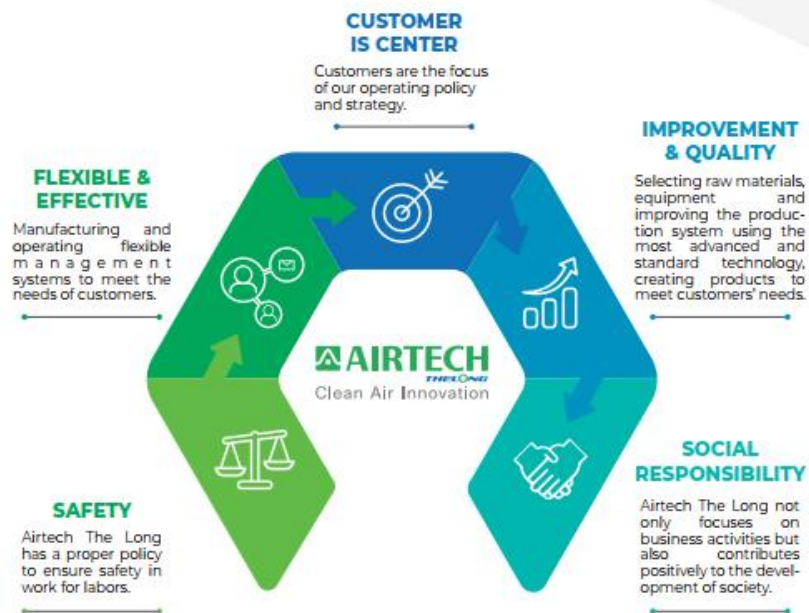 CUSTOMER
IS CENTER
Customers are the focus
of our operating policy
and strategy.
IMPROVEMENT
& QUALITY
Selecting raw materials,
equipment and
improving the produc-
tion system using the
most advanced and
standard technology,
creating products to
meet customers' needs.
FLEXIBLE &
EFFECTIVE
Manufacturing and
operating flexible
management
systems to meet the
needs of customers.
AIRTECH
THELONG
Clean Air Innovation
SAFETY
Airtech The Long
has a proper policy
to ensure safety in
work for labors.
SOCIAL
RESPONSIBILITY
Airtech The Long not
only focuses on
business activities but
also contributes
positively to the devel-
opment of society.